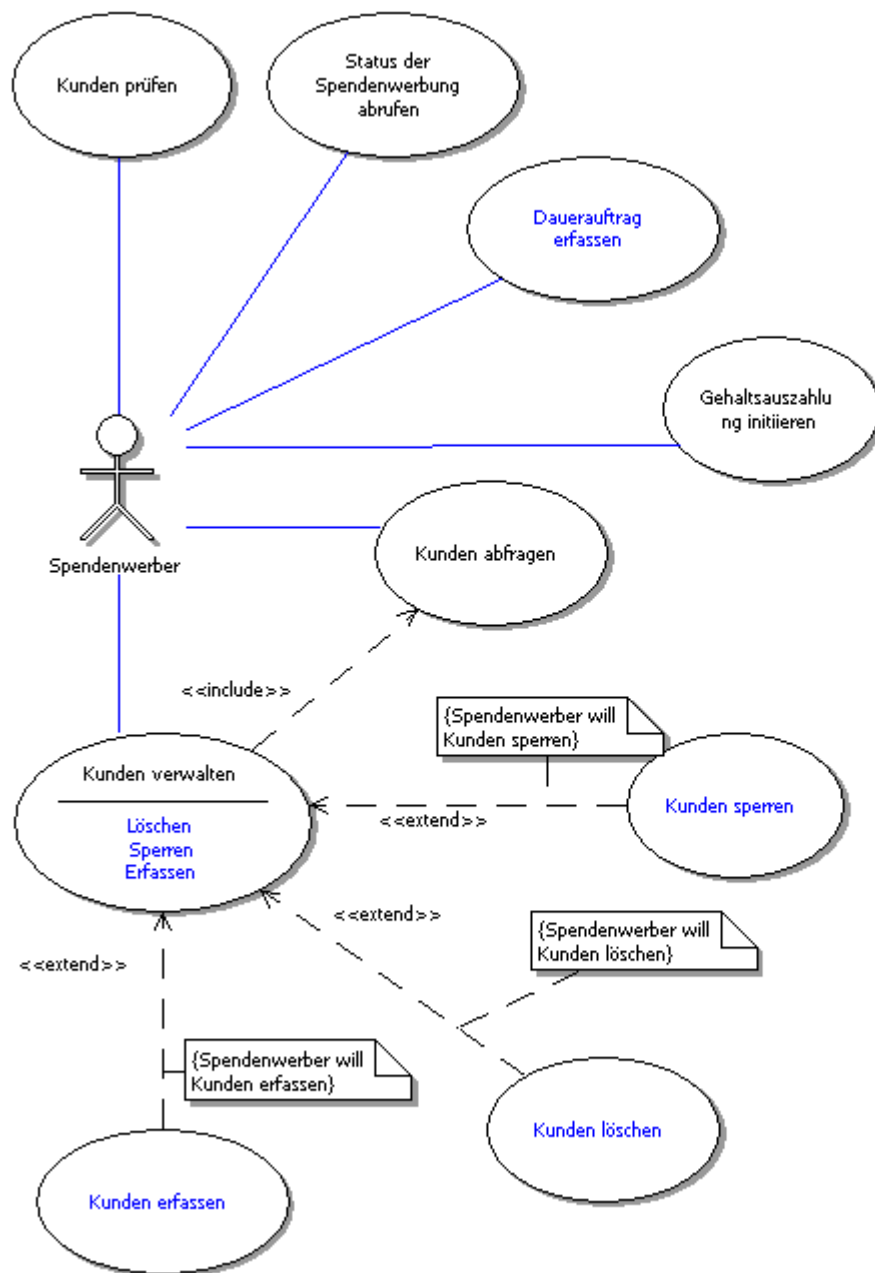 Kunden prüfen
Status der
Spendenwerbung
abrufen
Dauerauftrag
erfassen
Gehaltsauszahlu
ng initiieren
Spendenwerber
Kunden abfragen
<<include>>
{Spendenwerber will
Kunden sperren}
Kunden verwalten
Löschen
Sperren
Erfassen
<<extend>>
Kunden sperren
<<extend>>
{Spendenwerber will
Kunden löschen}
<<extend>>
{Spendenwerber will
Kunden erfassen}
Kunden löschen
Kunden erfassen